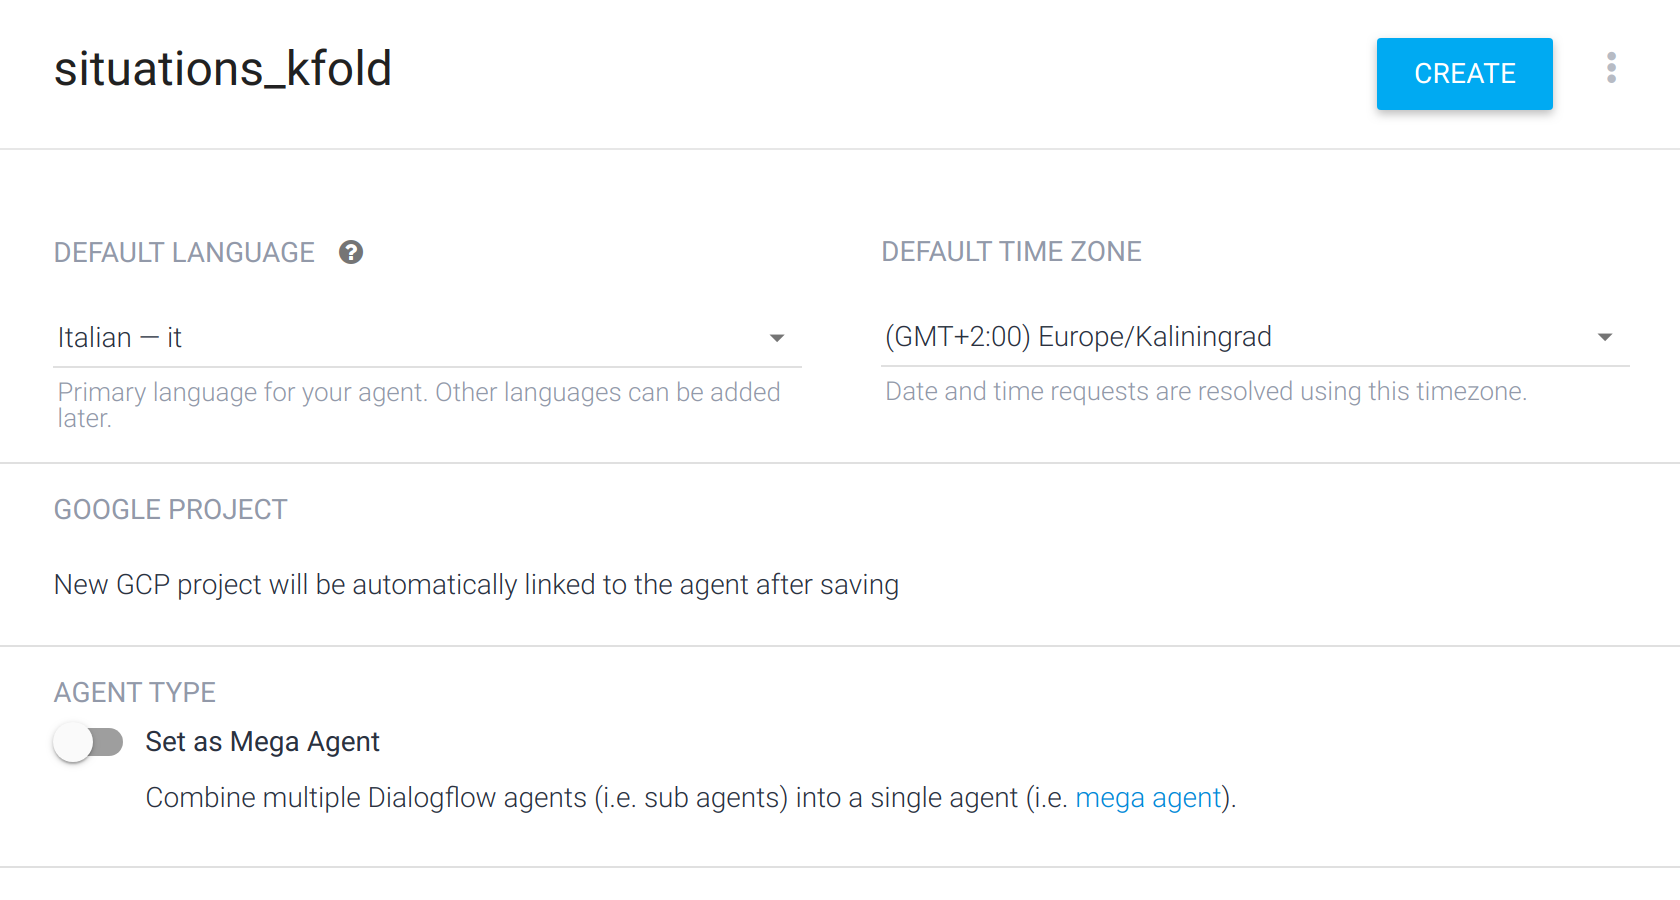 situations_kfold
CREATE
DEFAULT LANGUAGE ?
Italian — it
Primary language for your agent. Other languages can be added
later.
DEFAULT TIME ZONE
(GMT+2:00) Europe/Kaliningrad
Date and time requests are resolved using this timezone.
GOOGLE PROJECT
New GCP project will be automatically linked to the agent after saving
AGENT TYPE
Set as Mega Agent
Combine multiple Dialogflow agents (i.e. sub agents) into a single agent (i.e. mega agent).